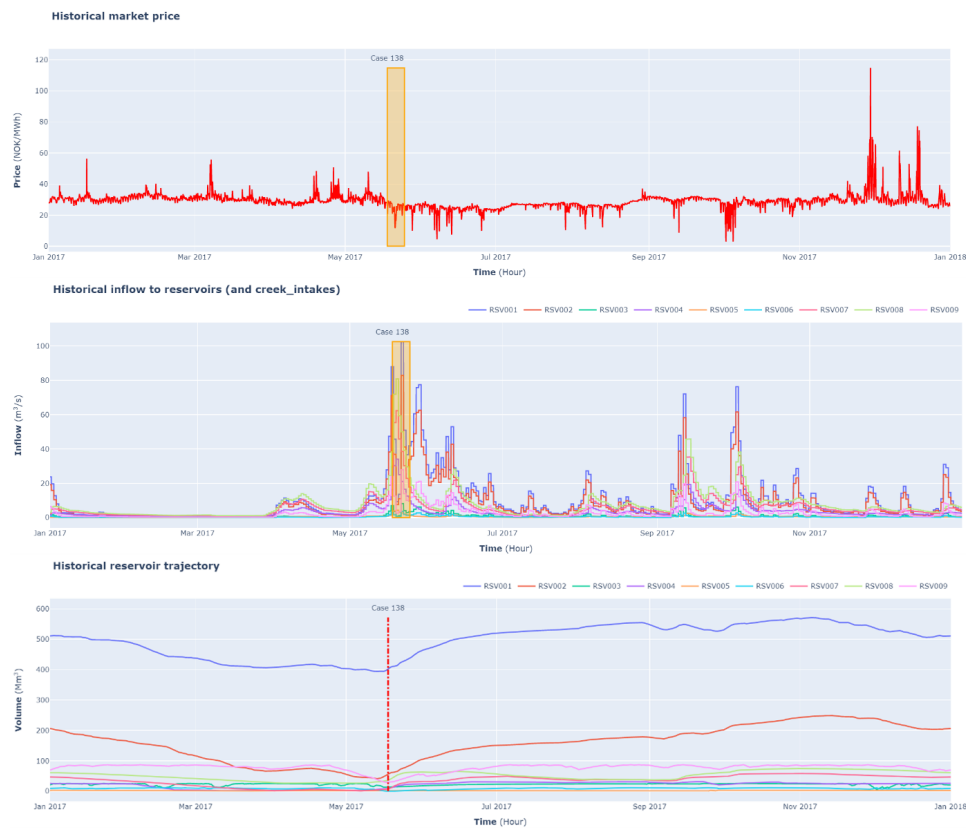 Historical market price
Case 138
120
100
80
60
40
20
0
Price (NOK/MWh)
Jan 2017 Mar 2017 May 2017 Jul 2017 Sep 2017 Nov 2017 Jan 2018
Time (Hour)
Historical inflow to reservoirs (and creek_intakes)
RSV001 RSV002 RSV003 RSV004 RSV005 RSV006 RSV007 RSV008 RSV009
Case 138
100
80
60
40
20
0
Inflow (m³/s)
Jan 2017 Mar 2017 May 2017 Jul 2017 Sep 2017 Nov 2017
Time (Hour)
Historical reservoir trajectory
RSV001 RSV002 RSV003 RSV004 RSV005 RSV006 RSV007 RSV008 RSV009
Case 138
600
500
400
300
200
100
0
Volume (Mm³)
Jan 2017 Mar 2017 May 2017 Jul 2017 Sep 2017 Nov 2017 Jan 2018
Time (Hour)